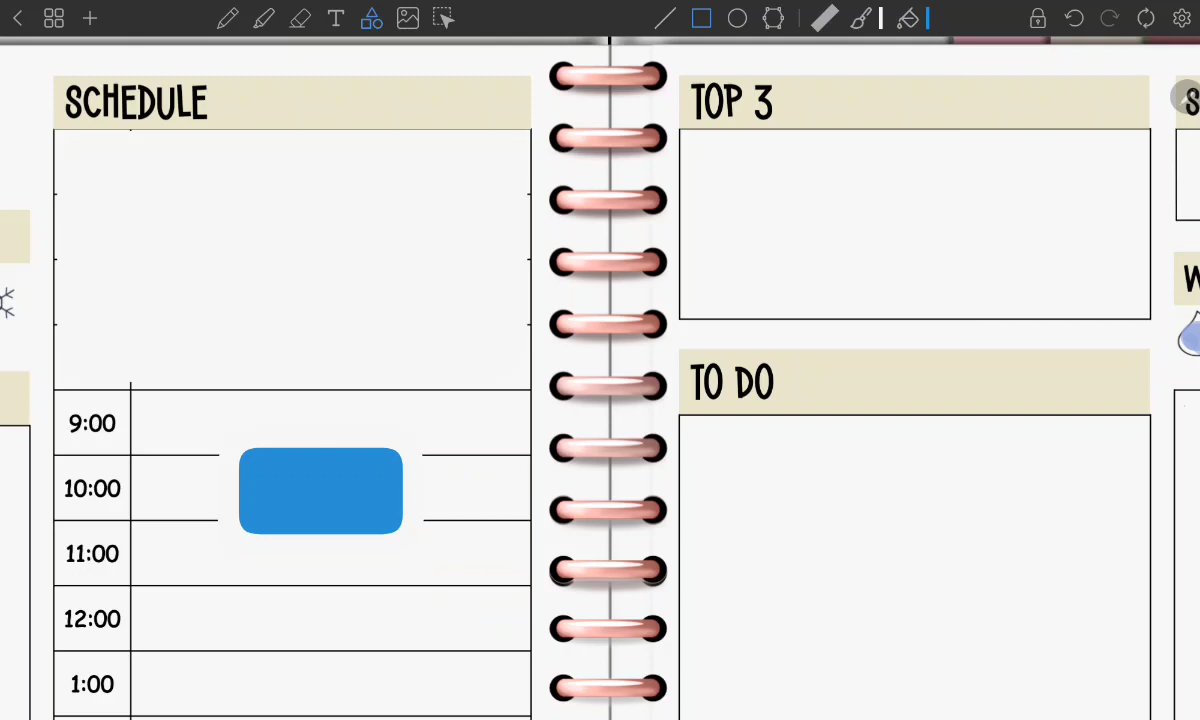 SCHEDULE
9:00
10:00
11:00
12:00
1:00
TOP 3
TO DO
S
W